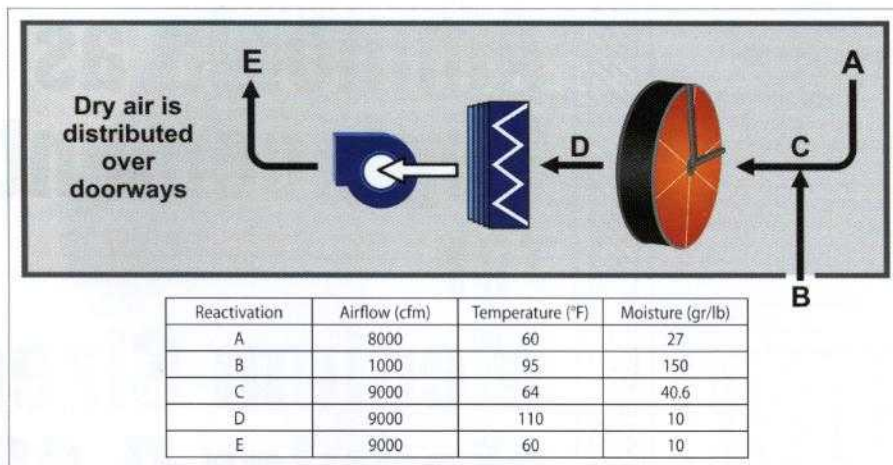 E
A
Dry air is
distributed
over
doorways
D
C
B
Reactivation Airflow (cfm) Temperature (°F) Moisture (gr/lb)
A 8000 60 27
B 1000 95 150
C 9000 64 40.6
D 9000 110 10
E 9000 60 10